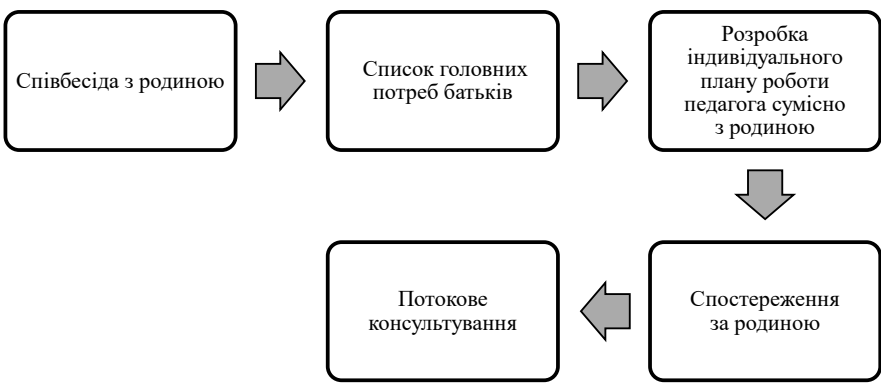 Співбесіда з родиною
Список головних
потреб батьків
Розробка
індивідуального
плану роботи
педагога сумісно
з родиною
Спостереження
за родиною
Потокове
консультування